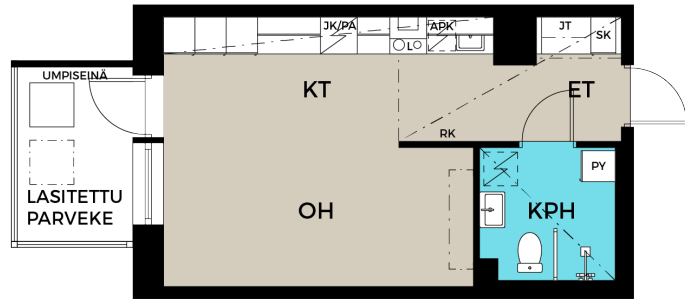 JK/PA
APK
JT
SK
L
UMPISEINÄ
KT
ET
RK
PY
LASITETTU
PARVEKE
OH
KPH